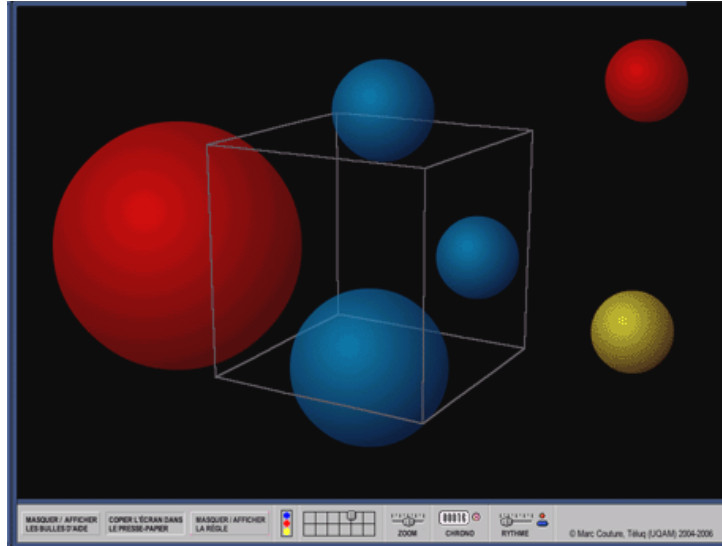 MASQUER / AFFICHER
LES BULLES D'AIDE
COPIER L'ÉCRAN DANS
LE PRESSE-PAPIER
MASQUER / AFFICHER
LA RÈGLE
ZOOM
00016
CHRONO
RYTHME
© Marc Couture, Téluq (UQAM) 2004-2006